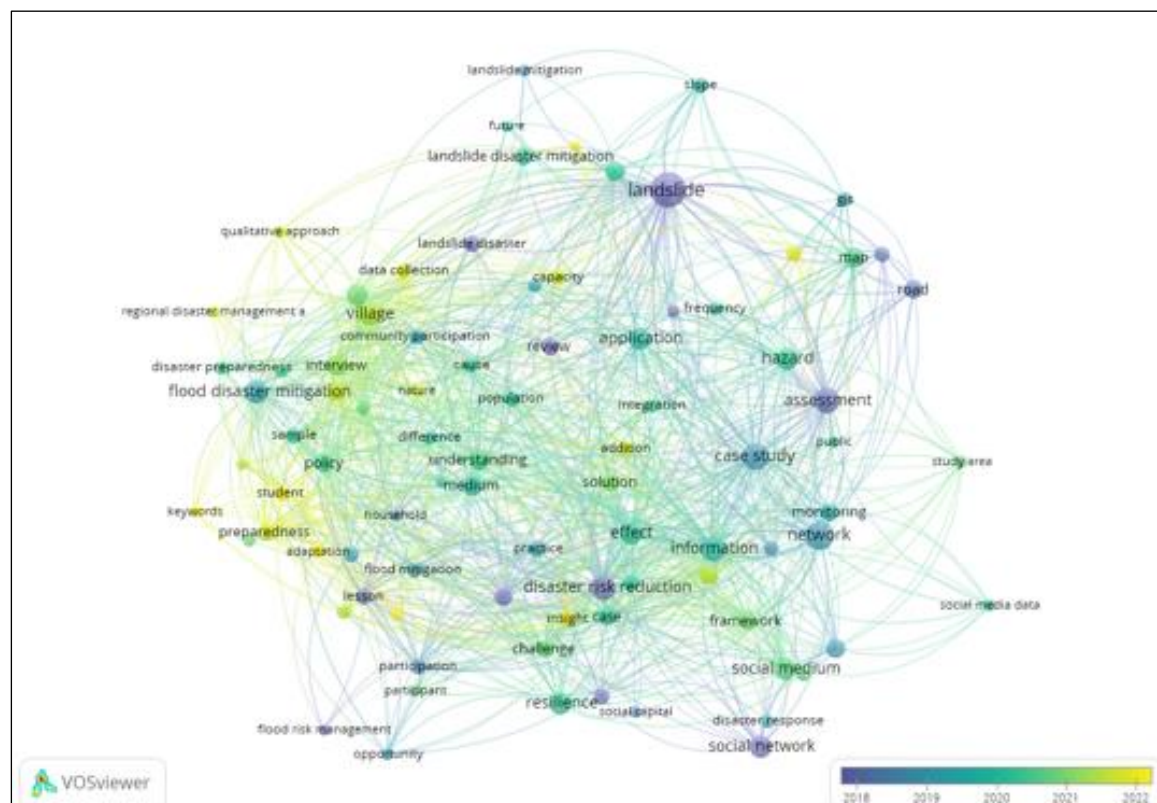 landslide mitigation
slope
future
landslide disaster mitigation
landslide
gis
qualitative approach
landslide disaster
map
data collection
capacity
road
regional disaster management a
village
frequency
community participation
review
application
disaster preparedness
interview
cause
hazard
flood disaster mitigation
nature
population
integration
assessment
sample
difference
addition
public
policy
understanding
case study
study area
student
medium
solution
keywords
household
monitoring
preparedness
effect
network
adaptation
practice
information
flood mitigation
disaster risk reduction
lesson
social media data
insight
case
framework
challenge
participation
social medium
participant
resilience
social capital
disaster response
flood risk management
social network
opportunity
VOSviewer
2018 2019 2020 2021 2022